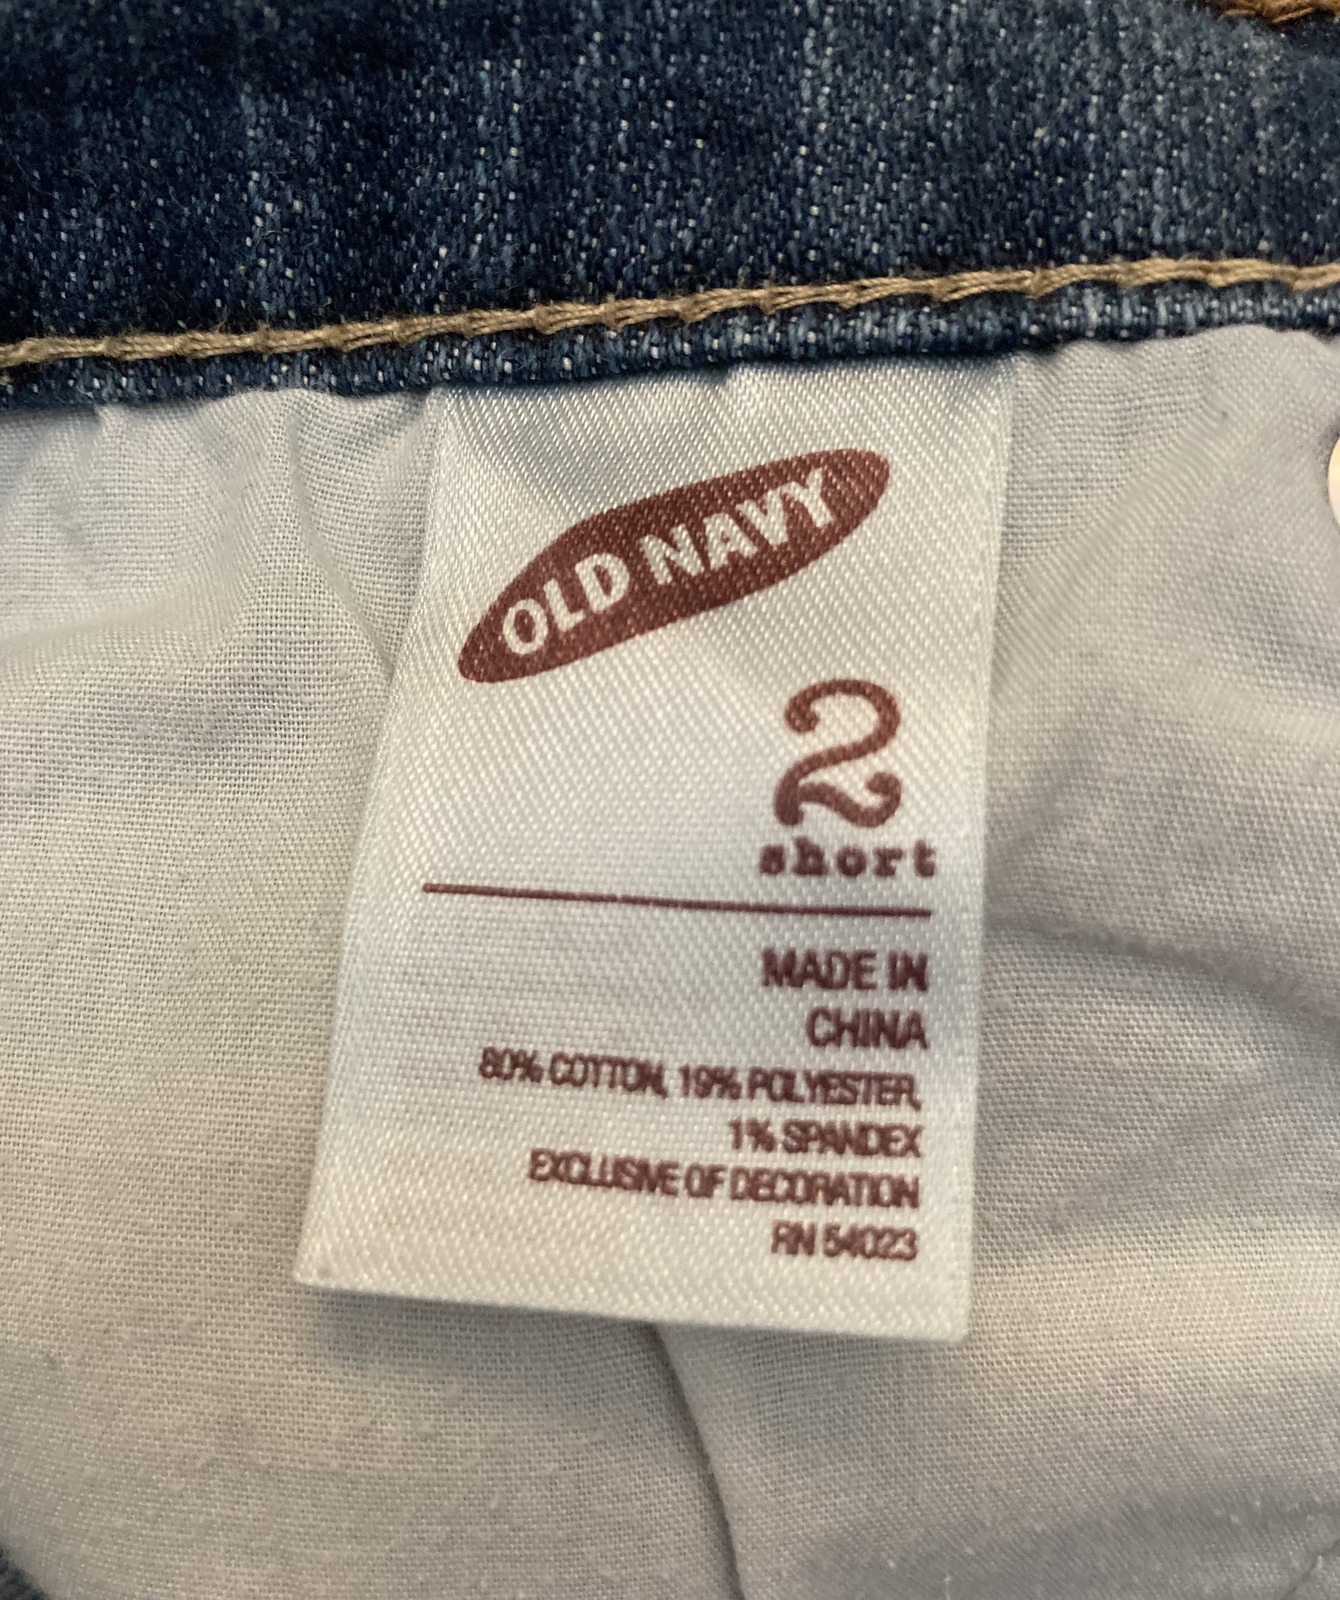 OLD NAVY
2
short
MADE IN
CHINA
80% COTTON, 19% POLYESTER,
1% SPANDEX
EXCLUSIVE OF DECORATION
RN 54023